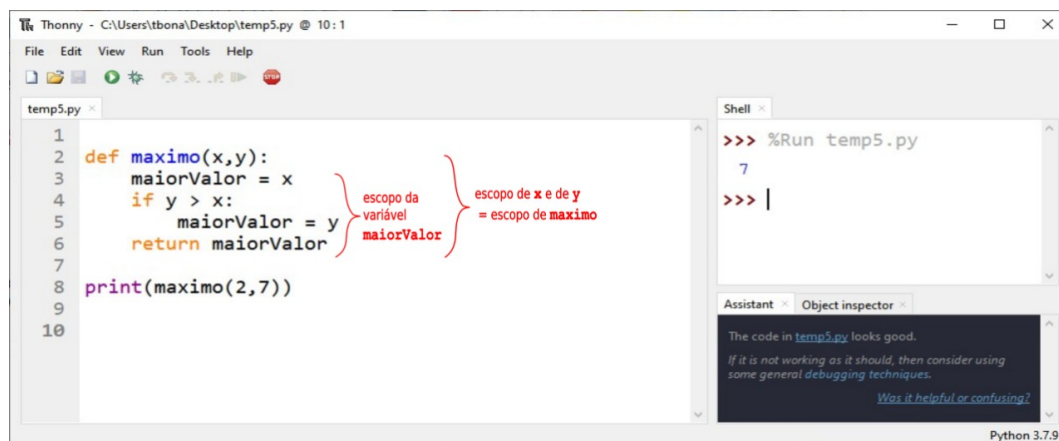 Thonny - C:\Users\tbona\Desktop\temp5.py @ 10:1
File Edit View Run Tools Help
STOP
temp5.py ×
1
2 def maximo(x,y):
3 maiorValor = x
4 if y > x:
5 maiorValor = y
6 return maiorValor
7
8 print(maximo(2,7))
9
10
escopo da
variável
maiorValor
escopo de x e de y
= escopo de maximo
Shell ×
>>> %Run temp5.py
7
>>>
Assistant × Object inspector ×
The code in temp5.py looks good.
If it is not working as it should, then consider using
some general debugging techniques.
Was it helpful or confusing?
Python 3.7.9